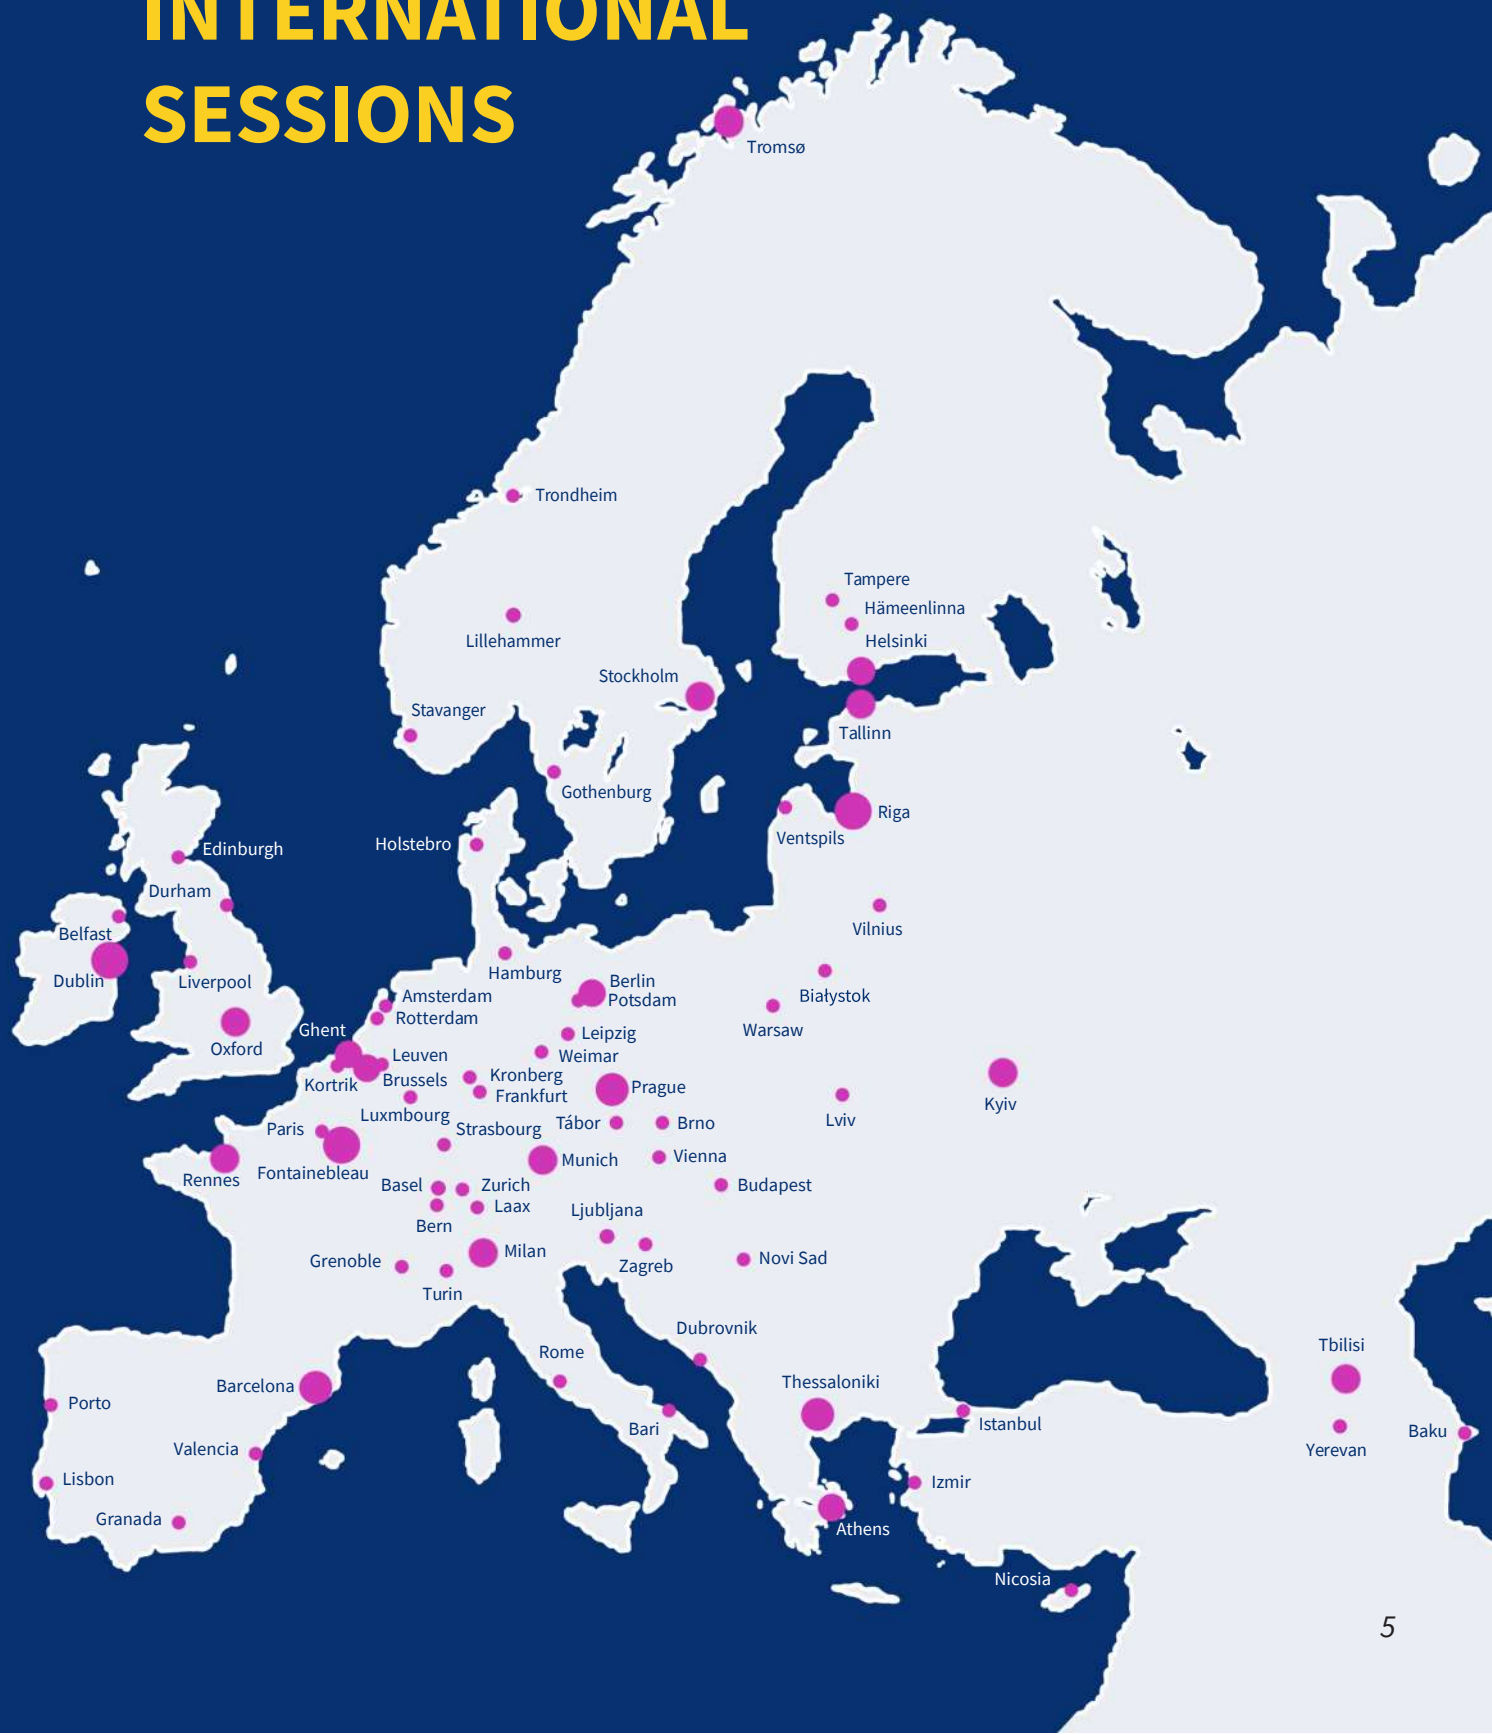 INTERNATIONAL
SESSIONS
Tromsø
Trondheim
Tampere
Hämeenlinna
Lillehammer
Helsinki
Stockholm
Stavanger
Tallinn
Gothenburg
Riga
Ventspils
Holstebro
Edinburgh
Durham
Vilnius
Belfast
Hamburg
Dublin
Liverpool
Berlin
Potsdam
Amsterdam
Białystok
Rotterdam
Ghent
Warsaw
Leipzig
Oxford
Leuven
Weimar
Kortrik
Brussels
Kronberg
Frankfurt
Prague
Kyiv
Luxmbourg
Lviv
Paris
Strasbourg
Tábor
Brno
Munich
Vienna
Rennes
Fontainebleau
Basel
Zurich
Budapest
Laax
Ljubljana
Bern
Milan
Grenoble
Zagreb
Novi Sad
Turin
Dubrovnik
Rome
Tbilisi
Barcelona
Thessaloniki
Porto
Istanbul
Bari
Baku
Valencia
Yerevan
Lisbon
Izmir
Granada
Athens
Nicosia
5